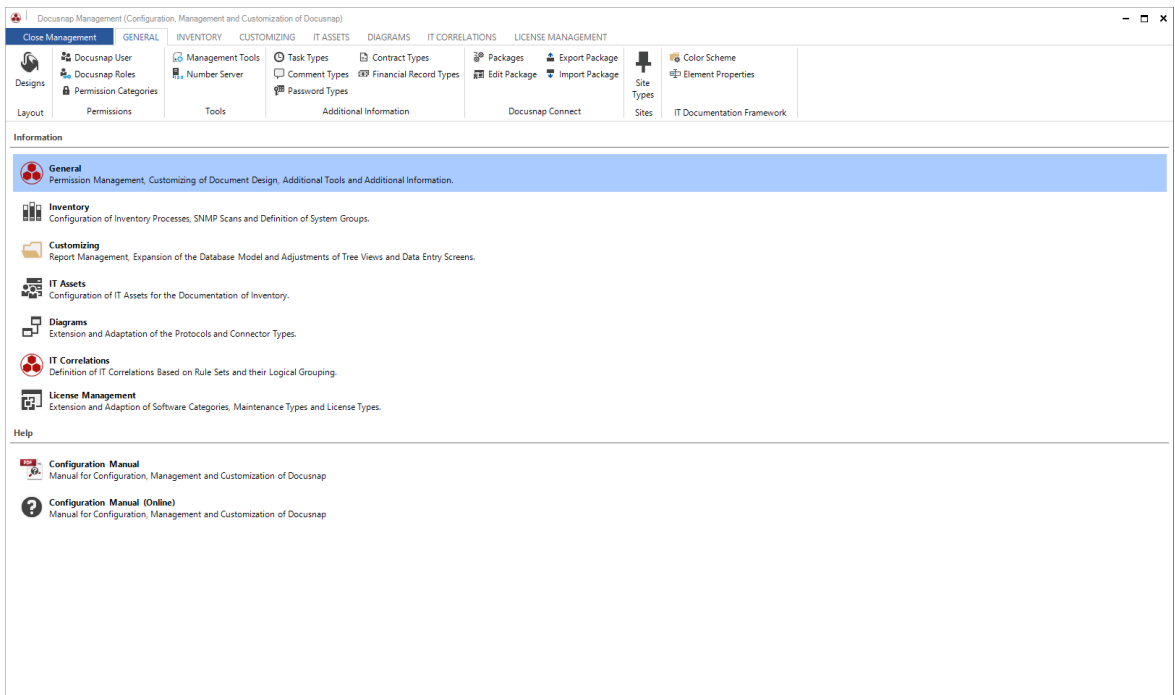 Docusnap Management (Configuration, Management and Customization of Docusnap)
Close Management GENERAL INVENTORY CUSTOMIZING IT ASSETS DIAGRAMS IT CORRELATIONS LICENSE MANAGEMENT
Docusnap User Management Tools Task Types Contract Types Packages Export Package Color Scheme
Docusnap Roles Number Server Comment Types Financial Record Types Edit Package Import Package Element Properties
Designs Permission Categories Password Types Site
Types
Layout Permissions Tools Additional Information Docusnap Connect Sites IT Documentation Framework
Information
General
Permission Management, Customizing of Document Design, Additional Tools and Additional Information.
Inventory
Configuration of Inventory Processes, SNMP Scans and Definition of System Groups.
Customizing
Report Management, Expansion of the Database Model and Adjustments of Tree Views and Data Entry Screens.
IT Assets
Configuration of IT Assets for the Documentation of Inventory.
Diagrams
Extension and Adaptation of the Protocols and Connector Types.
IT Correlations
Definition of IT Correlations Based on Rule Sets and their Logical Grouping.
License Management
Extension and Adaption of Software Categories, Maintenance Types and License Types.
Help
PDF
Configuration Manual
Manual for Configuration, Management and Customization of Docusnap
Configuration Manual (Online)
Manual for Configuration, Management and Customization of Docusnap